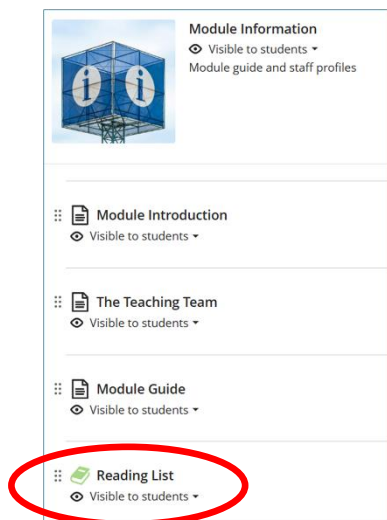 Module Information
Visible to students
Module guide and staff profiles
i i
Module Introduction
Visible to students
The Teaching Team
Visible to students
Module Guide
Visible to students
Reading List
Visible to students